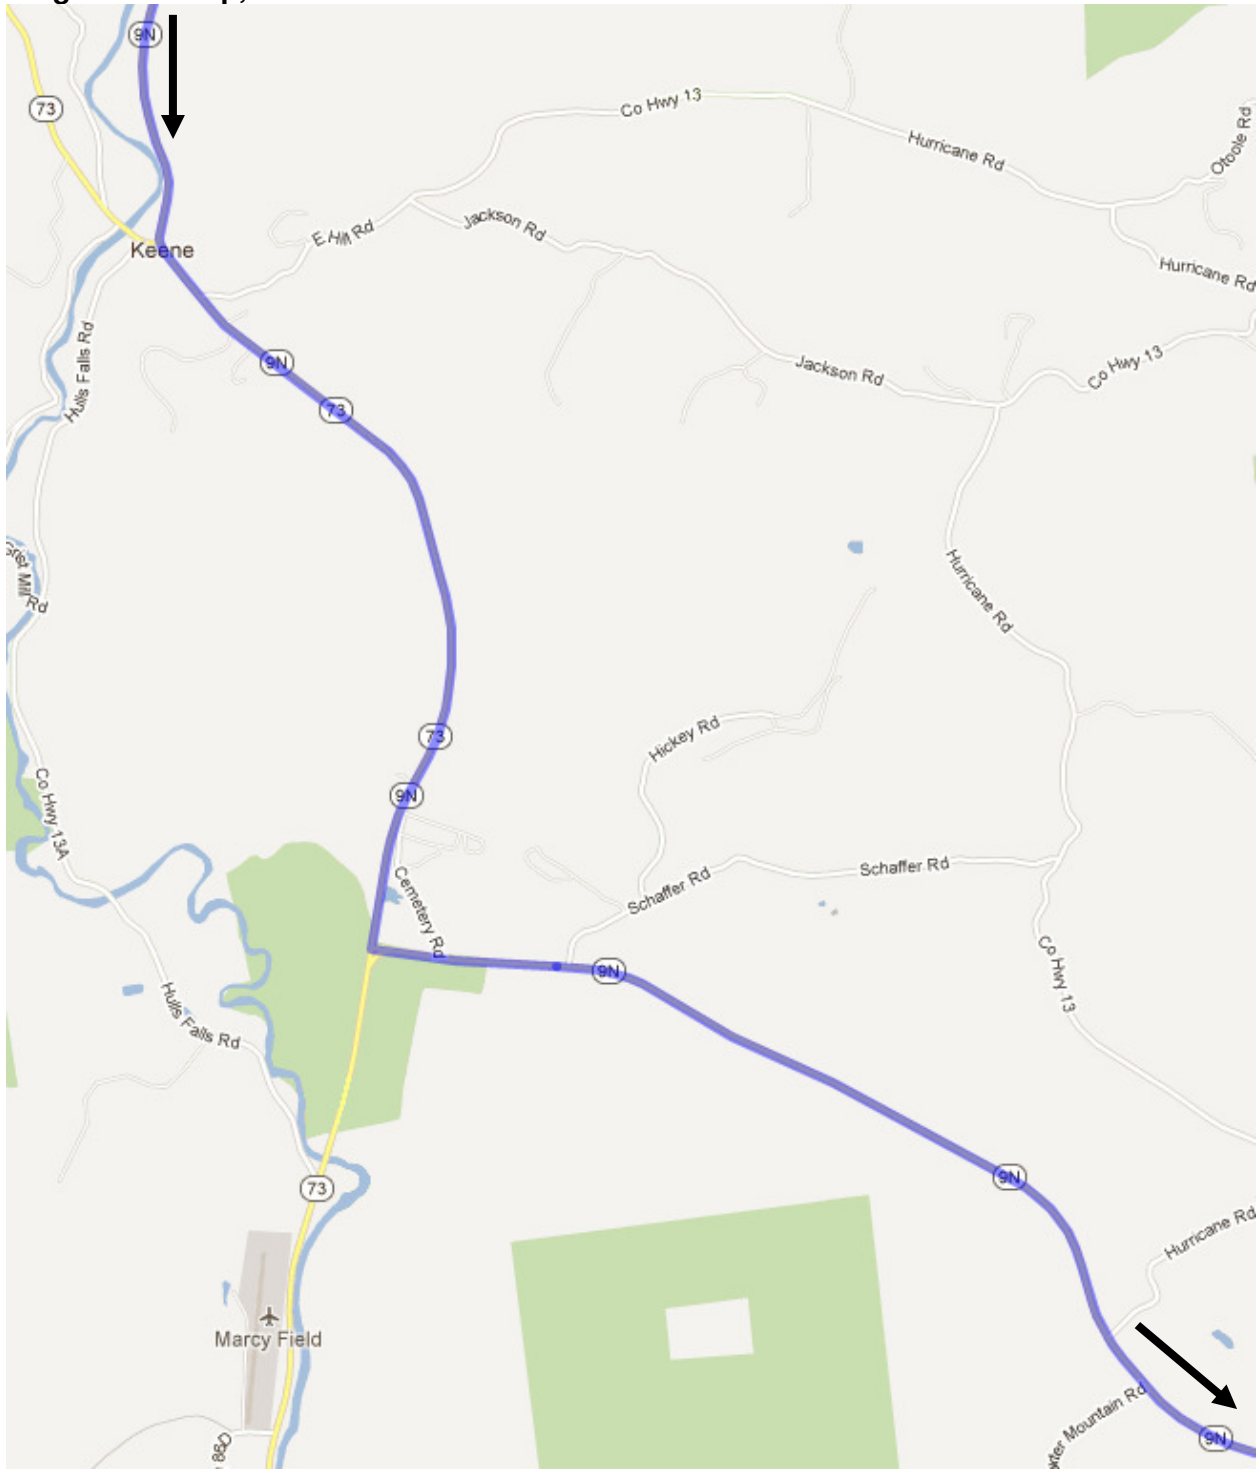 9N
73
Co Hwy 13
Hurricane Rd
Otoole Rd
Keene
E Hill Rd
Jackson Rd
Hurricane Rd
Hulls Falls Rd
9N
73
Jackson Rd
Co Hwy 13
Grist Mill Rd
Hurricane Rd
73
Hickey Rd
9N
Co Hwy 13A
Cemetery Rd
Schaffer Rd
Schaffer Rd
9N
Co Hwy 13
Hulls Falls Rd
9N
73
Hurricane Rd
Marcy Field
Mountain Rd
9N